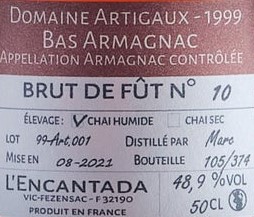 DOMAINE ARTIGAUX - 1999
BAS ARMAGNAC
APPELLATION ARMAGNAC CONTRÔLÉE
BRUT DE FÛT N° 10
ÉLEVAGE: ✓ CHAI HUMIDE CHAI SEC
LOT 99-Art,001 DISTILLÉ PAR Marc
MISE EN 08-2021 BOUTEILLE 105/374
L'ENCANTADA 48,9 %VOL
VIC-FEZENSAC - F 32190 50CL
PRODUIT EN FRANCE